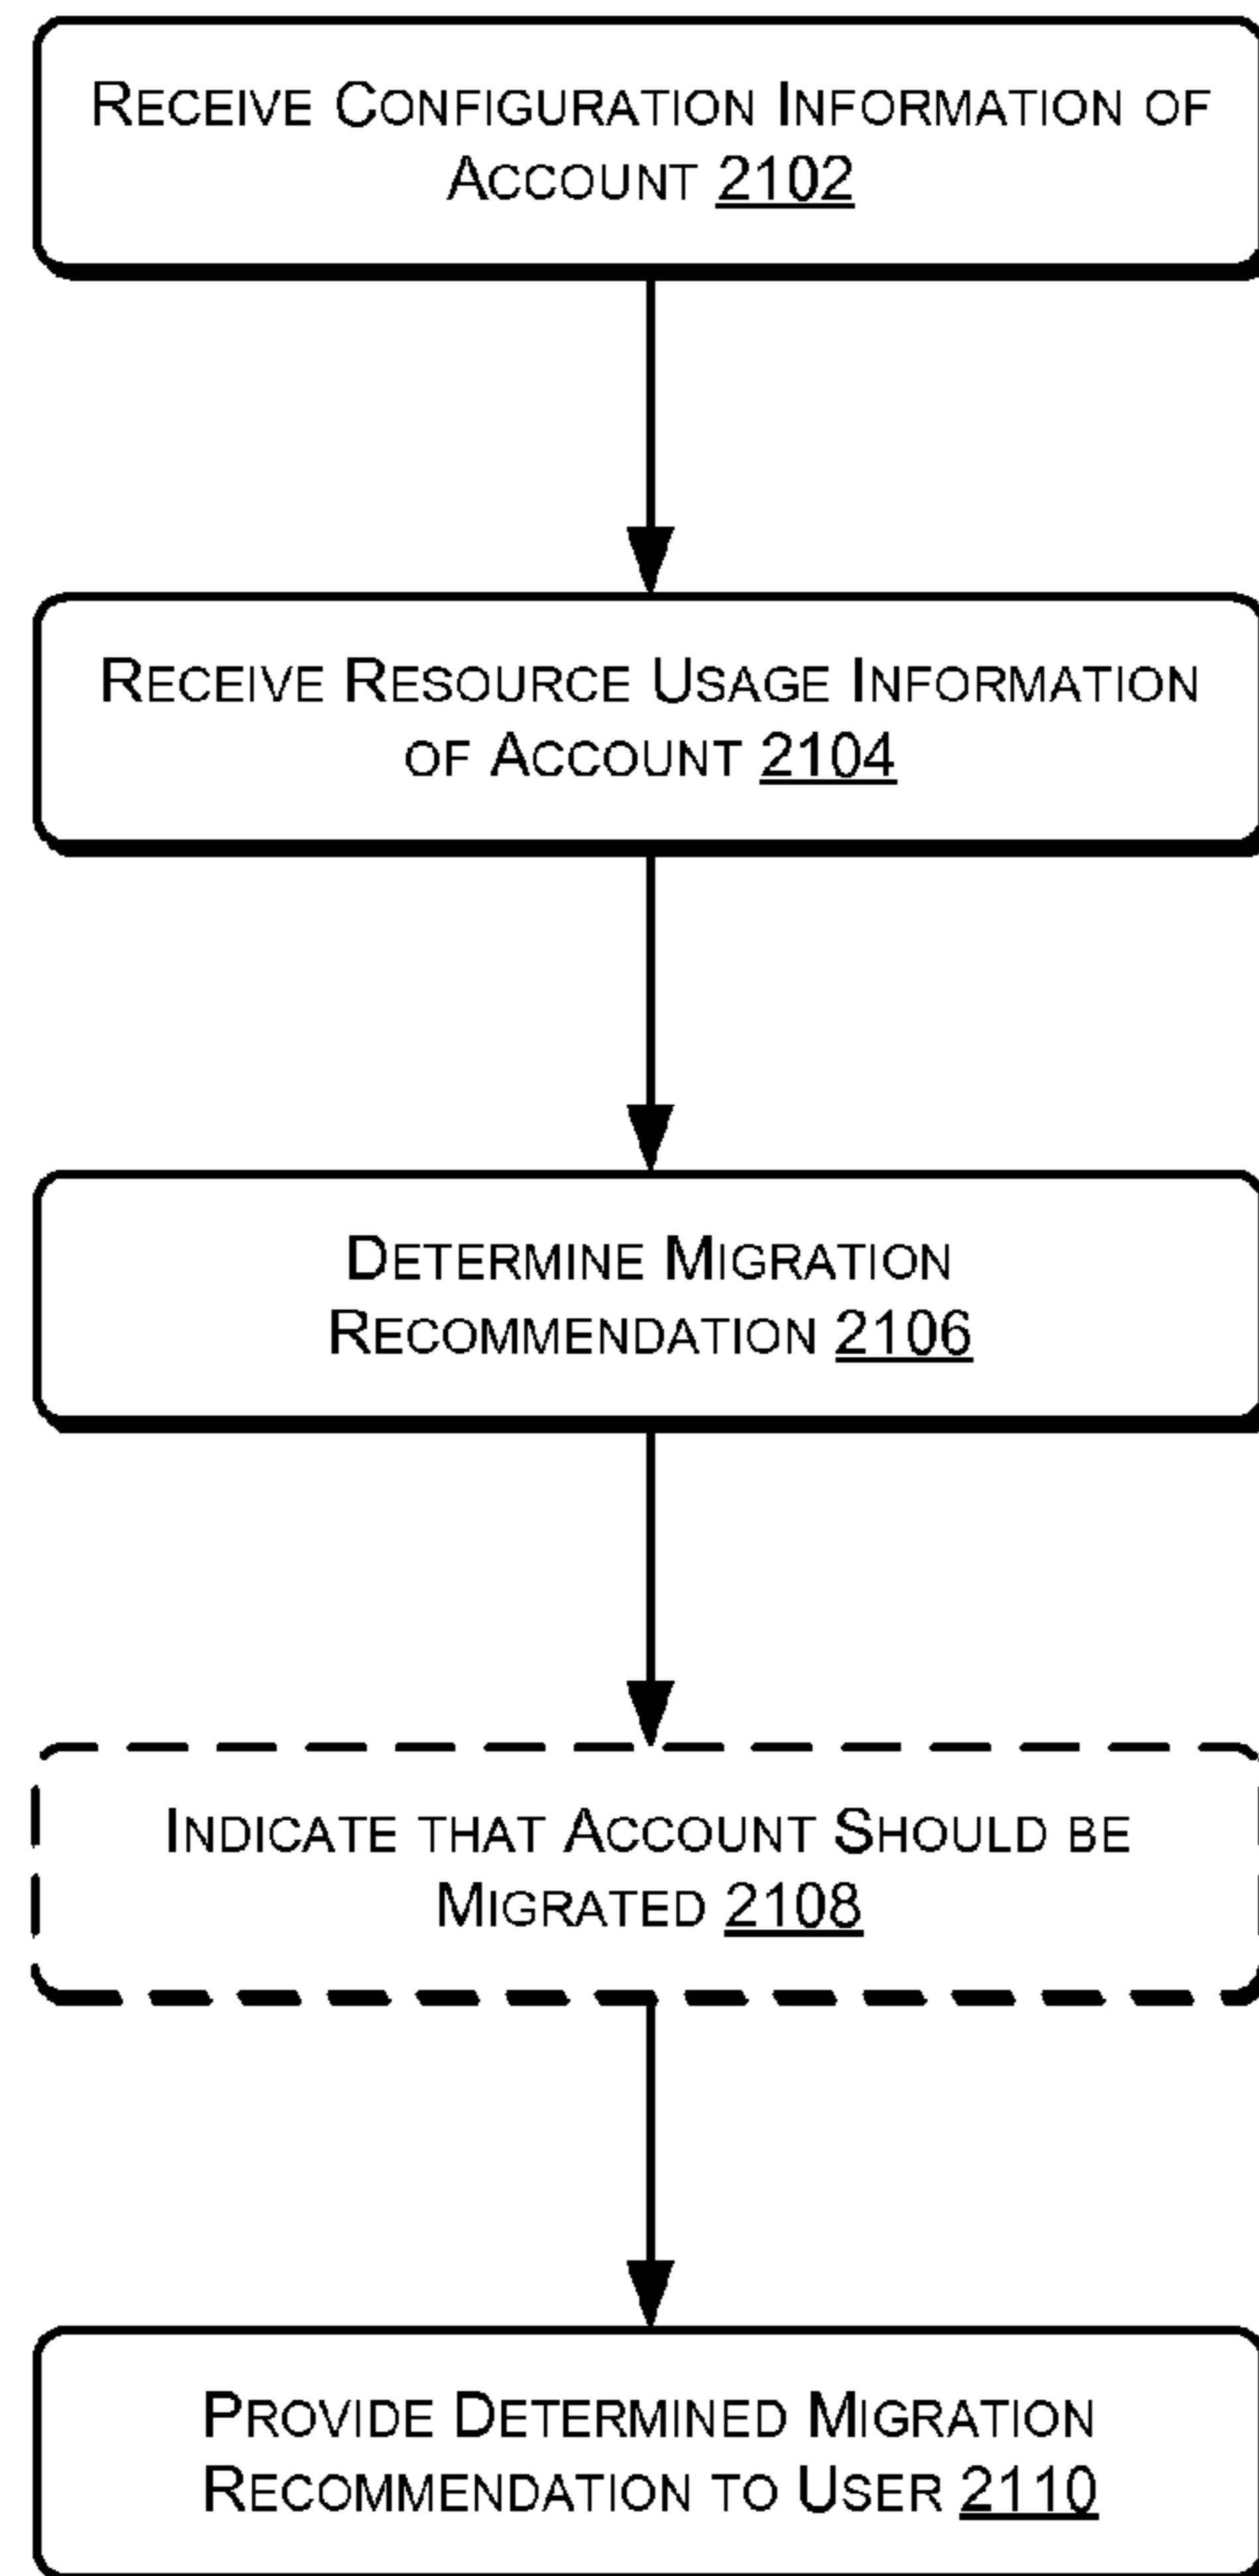 RECEIVE CONFIGURATION INFORMATION OF
ACCOUNT 2102
RECEIVE RESOURCE USAGE INFORMATION
OF ACCOUNT 2104
DETERMINE MIGRATION
RECOMMENDATION 2106
INDICATE THAT ACCOUNT SHOULD BE
MIGRATED 2108
PROVIDE DETERMINED MIGRATION
RECOMMENDATION TO USER 2110